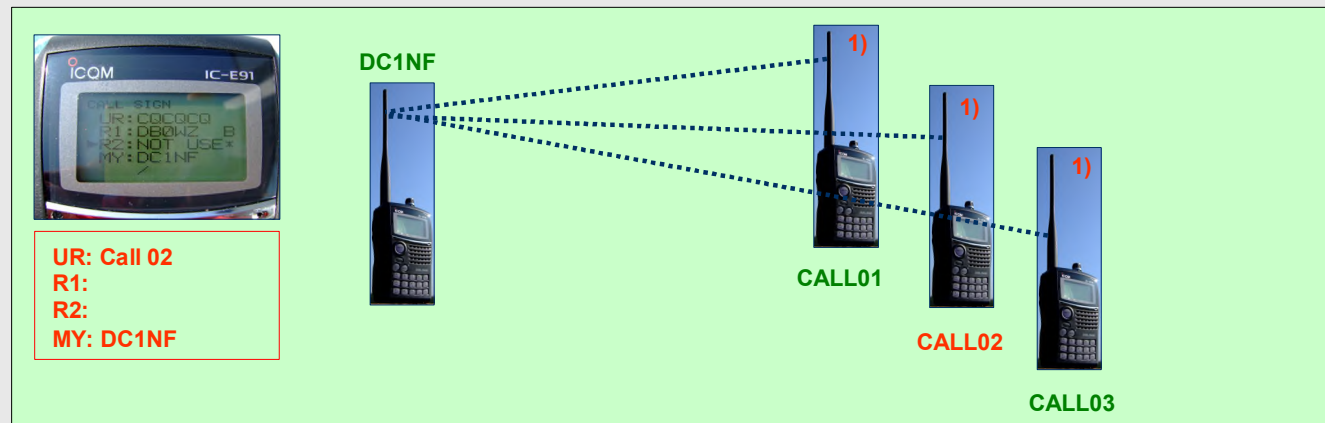 ICOM IC-E91
CALL SIGN
UR:CQCQCQ
R1:DB0WZ B
R2:NOT USE*
MY:DC1NF
/
UR: Call 02
R1:
R2:
MY: DC1NF
DC1NF
1)
CALL01
1)
CALL02
1)
CALL03